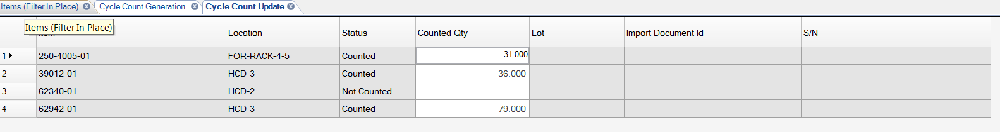 Items (Filter In Place) Cycle Count Generation Cycle Count Update
Items (Filter In Place)
Location Status Counted Qty Lot Import Document Id S/N
1 250-4005-01 FOR-RACK-4-5 Counted 31.000
2 39012-01 HCD-3 Counted 36.000
3 62340-01 HCD-2 Not Counted
4 62942-01 HCD-3 Counted 79.000